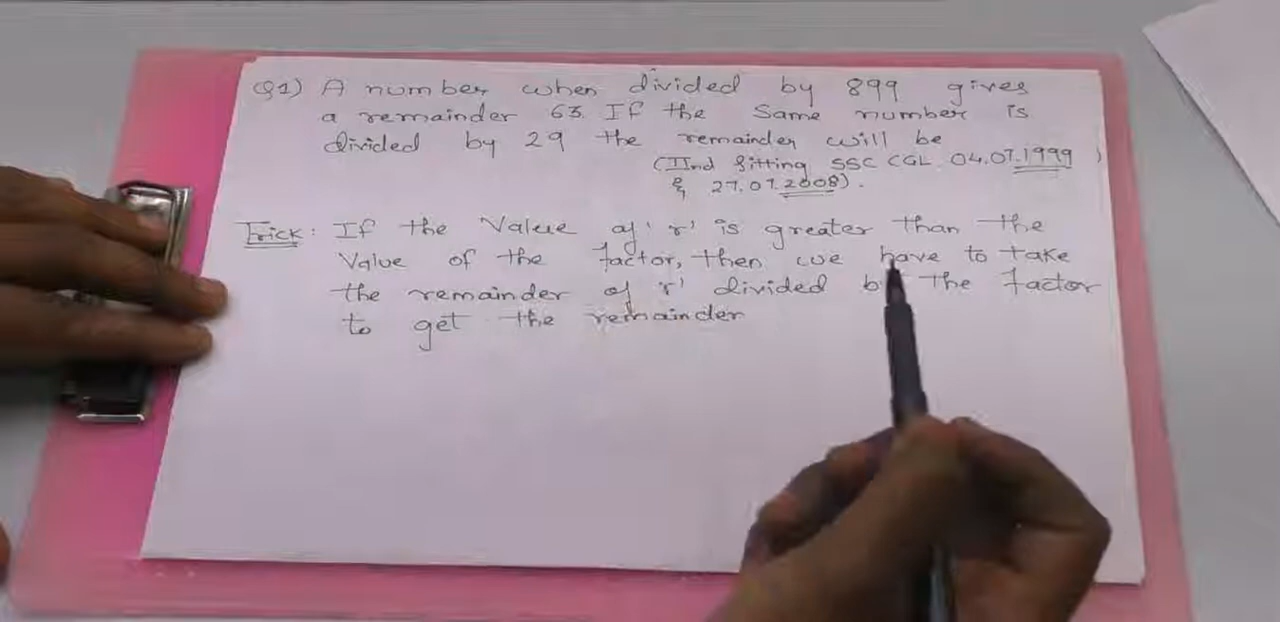 Q1) A number when divided by 899 gives
a remainder 63. If the same number is
divided by 29 the remainder will be
(IInd Sitting SSC CGL 04.07.1999)
& 27.07.2008).
Trick: If the Value of 'r' is greater than the
Value of the factor, then we have to take
the remainder of 'r' divided by the factor
to get the remainder